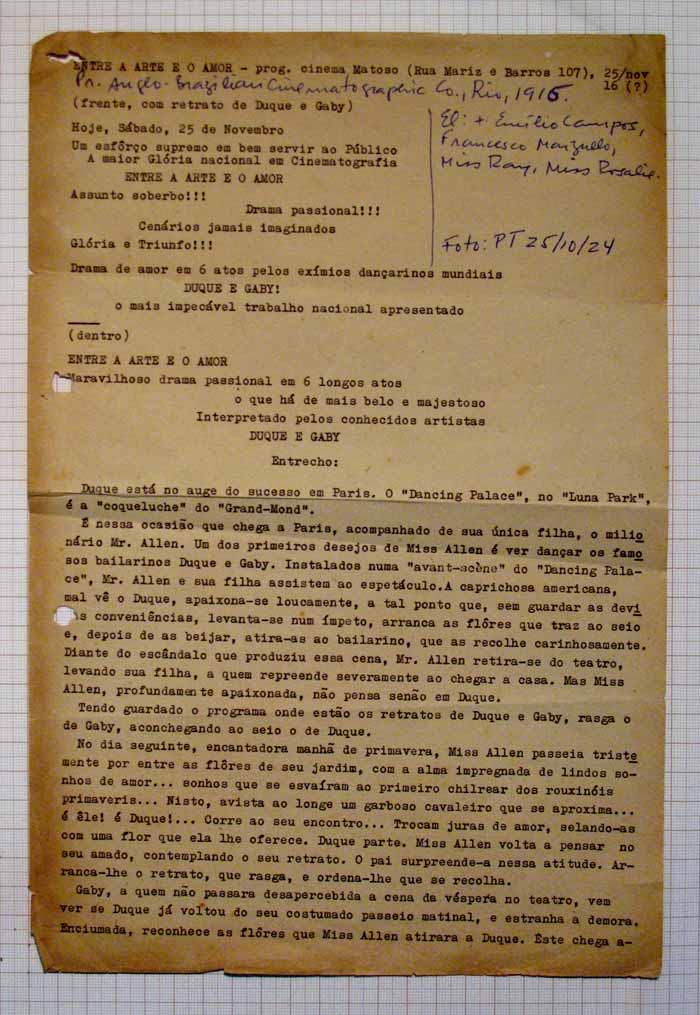 ENTRE A ARTE E O AMOR - prog. cinema Matoso (Rua Mariz e Barros 107), 25/nov
16 (?)
Pr. Anglo-Brazilian Cinematographic Co., Rio, 1916.
(frente, com retrato de Duque e Gaby)
El: + Emílio Campos,
Francesco Marzullo,
Miss Ray, Miss Rosalie.
Foto: PT 25/10/24
Hoje, Sábado, 25 de Novembro
Um esfôrço supremo em bem servir ao Público
A maior Glória nacional em Cinematografia
ENTRE A ARTE E O AMOR
Assunto soberbo!!!
Drama passional!!!
Cenários jamais imaginados
Glória e Triunfo!!!
Drama de amor em 6 atos pelos exímios dançarinos mundiais
DUQUE E GABY!
o mais impecável trabalho nacional apresentado
(dentro)
ENTRE A ARTE E O AMOR
Maravilhoso drama passional em 6 longos atos
o que há de mais belo e majestoso
Interpretado pelos conhecidos artistas
DUQUE E GABY
Entrecho:
Duque está no auge do sucesso em Paris. O "Dancing Palace", no "Luna Park",
é a "coqueluche" do "Grand-Mond".
É nessa ocasião que chega a Paris, acompanhado de sua única filha, o milio
nário Mr. Allen. Um dos primeiros desejos de Miss Allen é ver dançar os famo
sos bailarinos Duque e Gaby. Instalados numa "avant-scène" do "Dancing Pala-
ce", Mr. Allen e sua filha assistem ao espetáculo.A caprichosa americana,
mal vê o Duque, apaixona-se loucamente, a tal ponto que, sem guardar as devi
as conveniências, levanta-se num ímpeto, arranca as flôres que traz ao seio
e, depois de as beijar, atira-as ao bailarino, que as recolhe carinhosamente.
Diante do escândalo que produziu essa cena, Mr. Allen retira-se do teatro,
levando sua filha, a quem repreende severamente ao chegar a casa. Mas Miss
Allen, profundamente apaixonada, não pensa senão em Duque.
Tendo guardado o programa onde estão os retratos de Duque e Gaby, rasga o
de Gaby, aconchegando ao seio o de Duque.
No dia seguinte, encantadora manhã de primavera, Miss Allen passeia triste
mente por entre as flôres de seu jardim, com a alma impregnada de lindos so-
nhos de amor... sonhos que se esvaíram ao primeiro chilrear dos rouxinóis
primaveris... Nisto, avista ao longe um garboso cavaleiro que se aproxima...
é êle! é Duque!... Corre ao seu encontro... Trocam juras de amor, selando-as
com uma flor que ela lhe oferece. Duque parte. Miss Allen volta a pensar no
seu amado, contemplando o seu retrato. O pai surpreende-a nessa atitude. Ar-
ranca-lhe o retrato, que rasga, e ordena-lhe que se recolha.
Gaby, a quem não passara desapercebida a cena da véspera no teatro, vem
ver se Duque já voltou do seu costumado passeio matinal, e estranha a demora.
Enciumada, reconhece as flôres que Miss Allen atirara a Duque. Êste chega a-